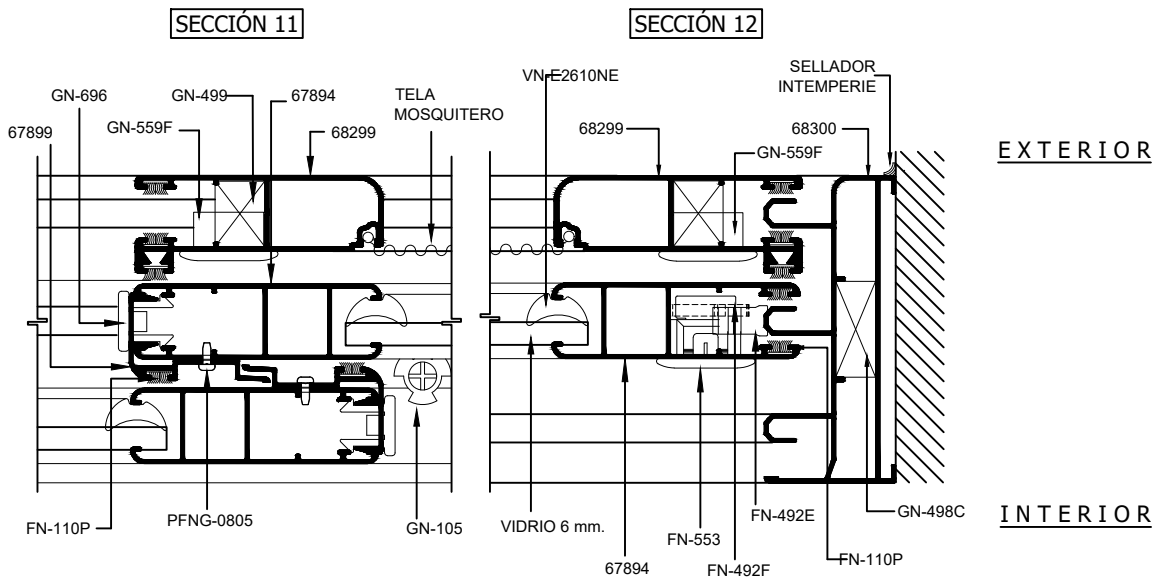 SECCIÓN 11
SECCIÓN 12
GN-696
GN-499
67894
TELA
MOSQUITERO
VN-E2610NE
SELLADOR
INTEMPERIE
67899
GN-559F
68299
68299
68300
GN-559F
EXTERIOR
FN-110P
PFNG-0805
GN-105
VIDRIO 6 mm.
FN-553
FN-492E
GN-498C
INTERIOR
67894
FN-492F
FN-110P